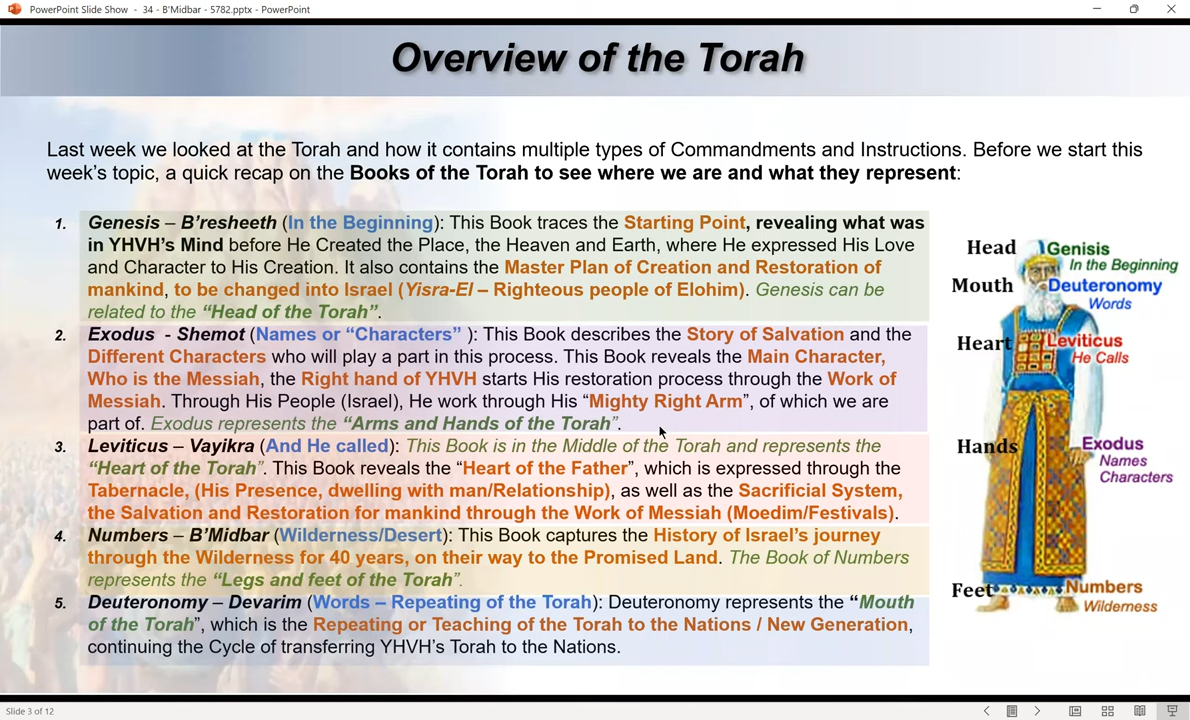 PowerPoint Slide Show - 34 - B'Midbar - 5782.pptx - PowerPoint
Overview of the Torah
Last week we looked at the Torah and how it contains multiple types of Commandments and Instructions. Before we start this
week's topic, a quick recap on the Books of the Torah to see where we are and what they represent:
1. Genesis – B'resheeth (In the Beginning): This Book traces the Starting Point, revealing what was
in YHVH's Mind before He Created the Place, the Heaven and Earth, where He expressed His Love
and Character to His Creation. It also contains the Master Plan of Creation and Restoration of
mankind, to be changed into Israel (Yisra-El – Righteous people of Elohim). Genesis can be
related to the “Head of the Torah”.
2. Exodus - Shemot (Names or “Characters” ): This Book describes the Story of Salvation and the
Different Characters who will play a part in this process. This Book reveals the Main Character,
Who is the Messiah, the Right hand of YHVH starts His restoration process through the Work of
Messiah. Through His People (Israel), He work through His “Mighty Right Arm”, of which we are
part of. Exodus represents the “Arms and Hands of the Torah”.
3. Leviticus – Vayikra (And He called): This Book is in the Middle of the Torah and represents the
“Heart of the Torah”. This Book reveals the “Heart of the Father”, which is expressed through the
Tabernacle, (His Presence, dwelling with man/Relationship), as well as the Sacrificial System,
the Salvation and Restoration for mankind through the Work of Messiah (Moedim/Festivals).
4. Numbers – B'Midbar (Wilderness/Desert): This Book captures the History of Israel's journey
through the Wilderness for 40 years, on their way to the Promised Land. The Book of Numbers
represents the “Legs and feet of the Torah”.
5. Deuteronomy – Devarim (Words – Repeating of the Torah): Deuteronomy represents the “Mouth
of the Torah”, which is the Repeating or Teaching of the Torah to the Nations / New Generation,
continuing the Cycle of transferring YHVH's Torah to the Nations.
Head Genisis
In the Beginning
Mouth Deuteronomy
Words
Heart Leviticus
He Calls
Hands Exodus
Names
Characters
Feet Numbers
Wilderness
Slide 3 of 12